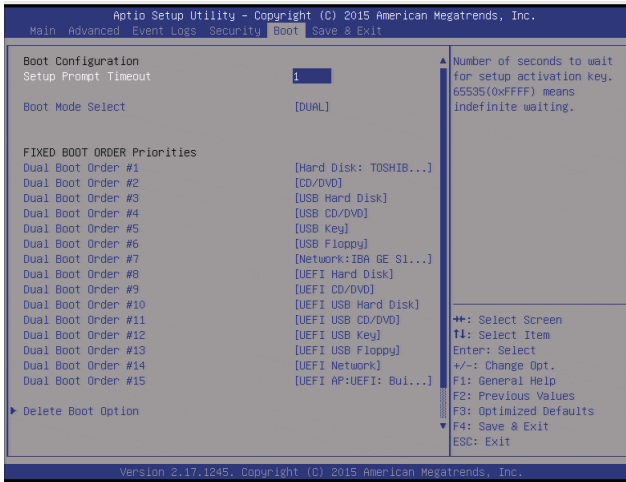 Aptio Setup Utility – Copyright (C) 2015 American Megatrends, Inc.
Main Advanced Event Logs Security Boot Save & Exit
Boot Configuration
Setup Prompt Timeout 1
Boot Mode Select [DUAL]
FIXED BOOT ORDER Priorities
Dual Boot Order #1 [Hard Disk: TOSHIB...]
Dual Boot Order #2 [CD/DVD]
Dual Boot Order #3 [USB Hard Disk]
Dual Boot Order #4 [USB CD/DVD]
Dual Boot Order #5 [USB Key]
Dual Boot Order #6 [USB Floppy]
Dual Boot Order #7 [Network:IBA GE Sl...]
Dual Boot Order #8 [UEFI Hard Disk]
Dual Boot Order #9 [UEFI CD/DVD]
Dual Boot Order #10 [UEFI USB Hard Disk]
Dual Boot Order #11 [UEFI USB CD/DVD]
Dual Boot Order #12 [UEFI USB Key]
Dual Boot Order #13 [UEFI USB Floppy]
Dual Boot Order #14 [UEFI Network]
Dual Boot Order #15 [UEFI AP:UEFI: Bui...]
Delete Boot Option
Number of seconds to wait
for setup activation key.
65535(0xFFFF) means
indefinite waiting.
→←: Select Screen
↑↓: Select Item
Enter: Select
+/-: Change Opt.
F1: General Help
F2: Previous Values
F3: Optimized Defaults
F4: Save & Exit
ESC: Exit
Version 2.17.1245. Copyright (C) 2015 American Megatrends, Inc.